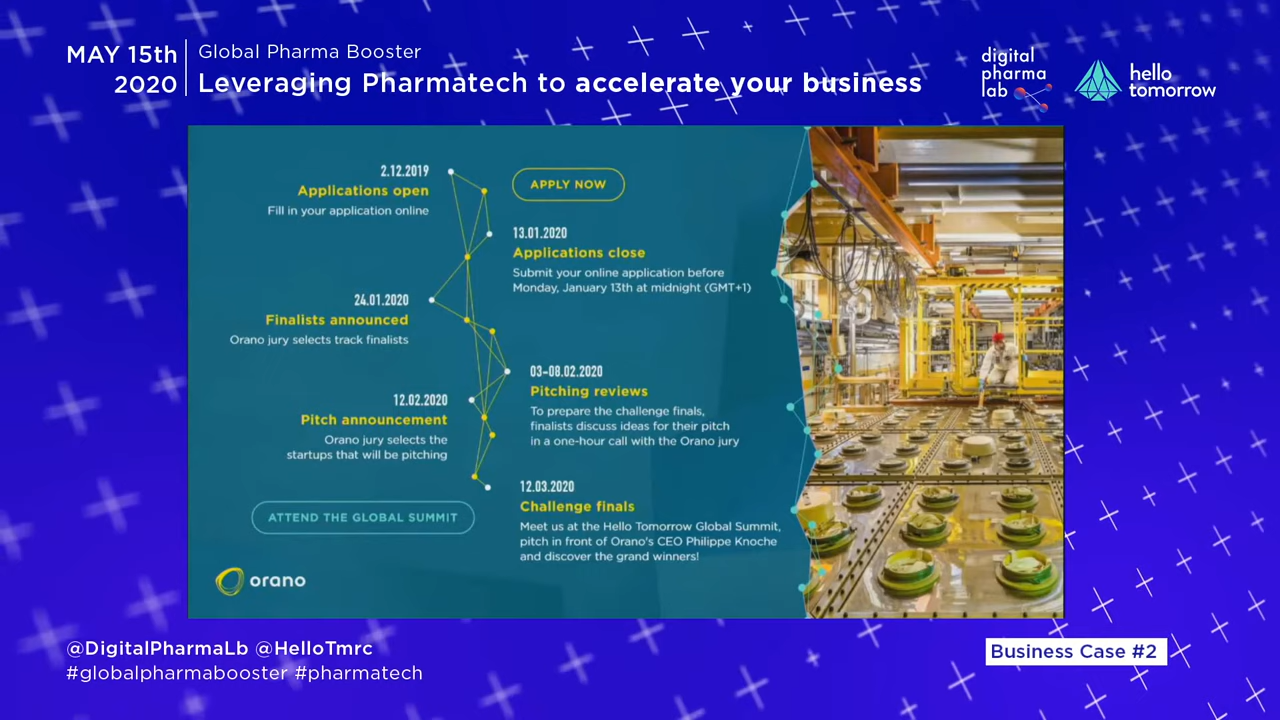 MAY 15th
2020
Global Pharma Booster
Leveraging Pharmatech to accelerate your business
digital
pharma
lab
hello
tomorrow
2.12.2019
Applications open
Fill in your application online
APPLY NOW
13.01.2020
Applications close
Submit your online application before
Monday, January 13th at midnight (GMT+1)
24.01.2020
Finalists announced
Orano jury selects track finalists
03-08.02.2020
Pitching reviews
To prepare the challenge finals,
finalists discuss ideas for their pitch
in a one-hour call with the Orano jury
12.02.2020
Pitch announcement
Orano jury selects the
startups that will be pitching
12.03.2020
Challenge finals
Meet us at the Hello Tomorrow Global Summit,
pitch in front of Orano's CEO Philippe Knoche
and discover the grand winners!
ATTEND THE GLOBAL SUMMIT
orano
@DigitalPharmaLb @HelloTmrc
#globalpharmabooster #pharmatech
Business Case #2